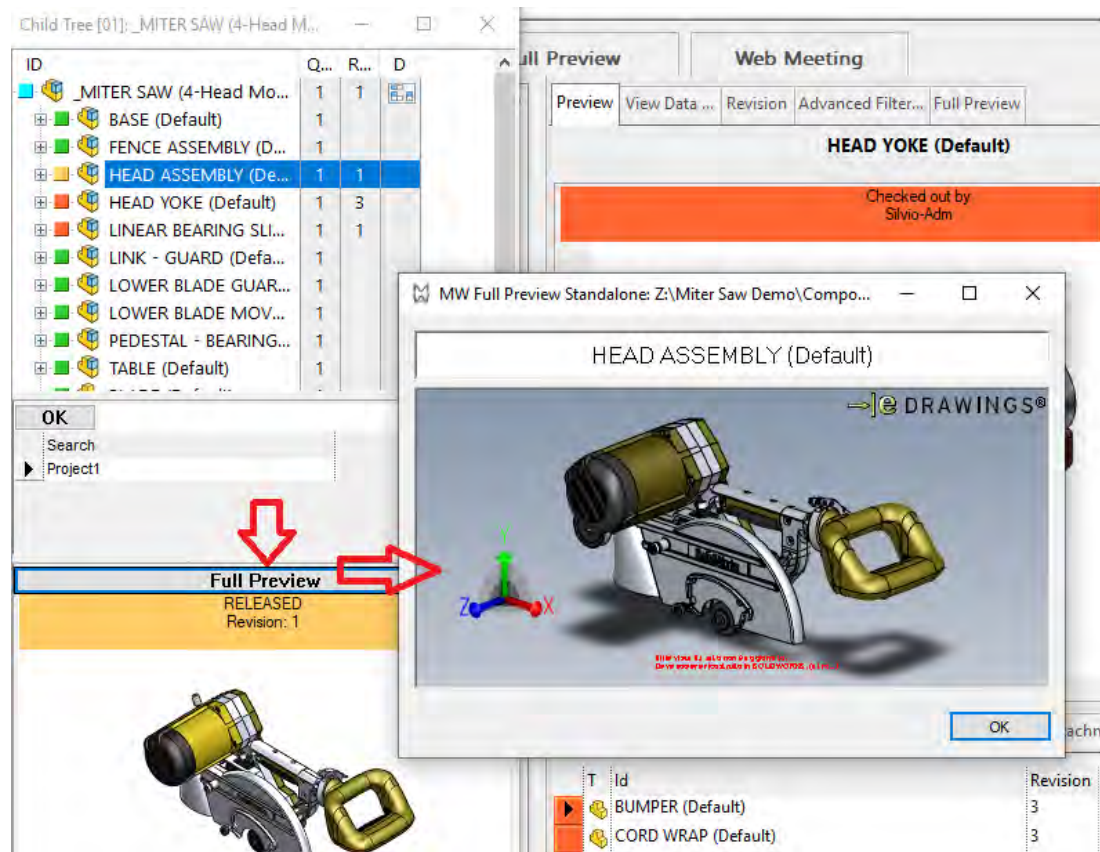 Child Tree [01]: _MITER SAW (4-Head M...
ID Q... R... D
_MITER SAW (4-Head Mo... 1 1
BASE (Default) 1
FENCE ASSEMBLY (D... 1
HEAD ASSEMBLY (De... 1 1
HEAD YOKE (Default) 1 3
LINEAR BEARING SLI... 1 1
LINK - GUARD (Defa... 1
LOWER BLADE GUAR... 1
LOWER BLADE MOV... 1
PEDESTAL - BEARING... 1
TABLE (Default) 1
OK
Search
Project1
Full Preview
RELEASED
Revision: 1
ull Preview Web Meeting
Preview View Data ... Revision Advanced Filter... Full Preview
HEAD YOKE (Default)
Checked out by
Silvio-Adm
MW Full Preview Standalone: Z:\Miter Saw Demo\Compo...
HEAD ASSEMBLY (Default)
e DRAWINGS®
Y
Z X
OK
achn
T Id Revision
BUMPER (Default) 3
CORD WRAP (Default) 3